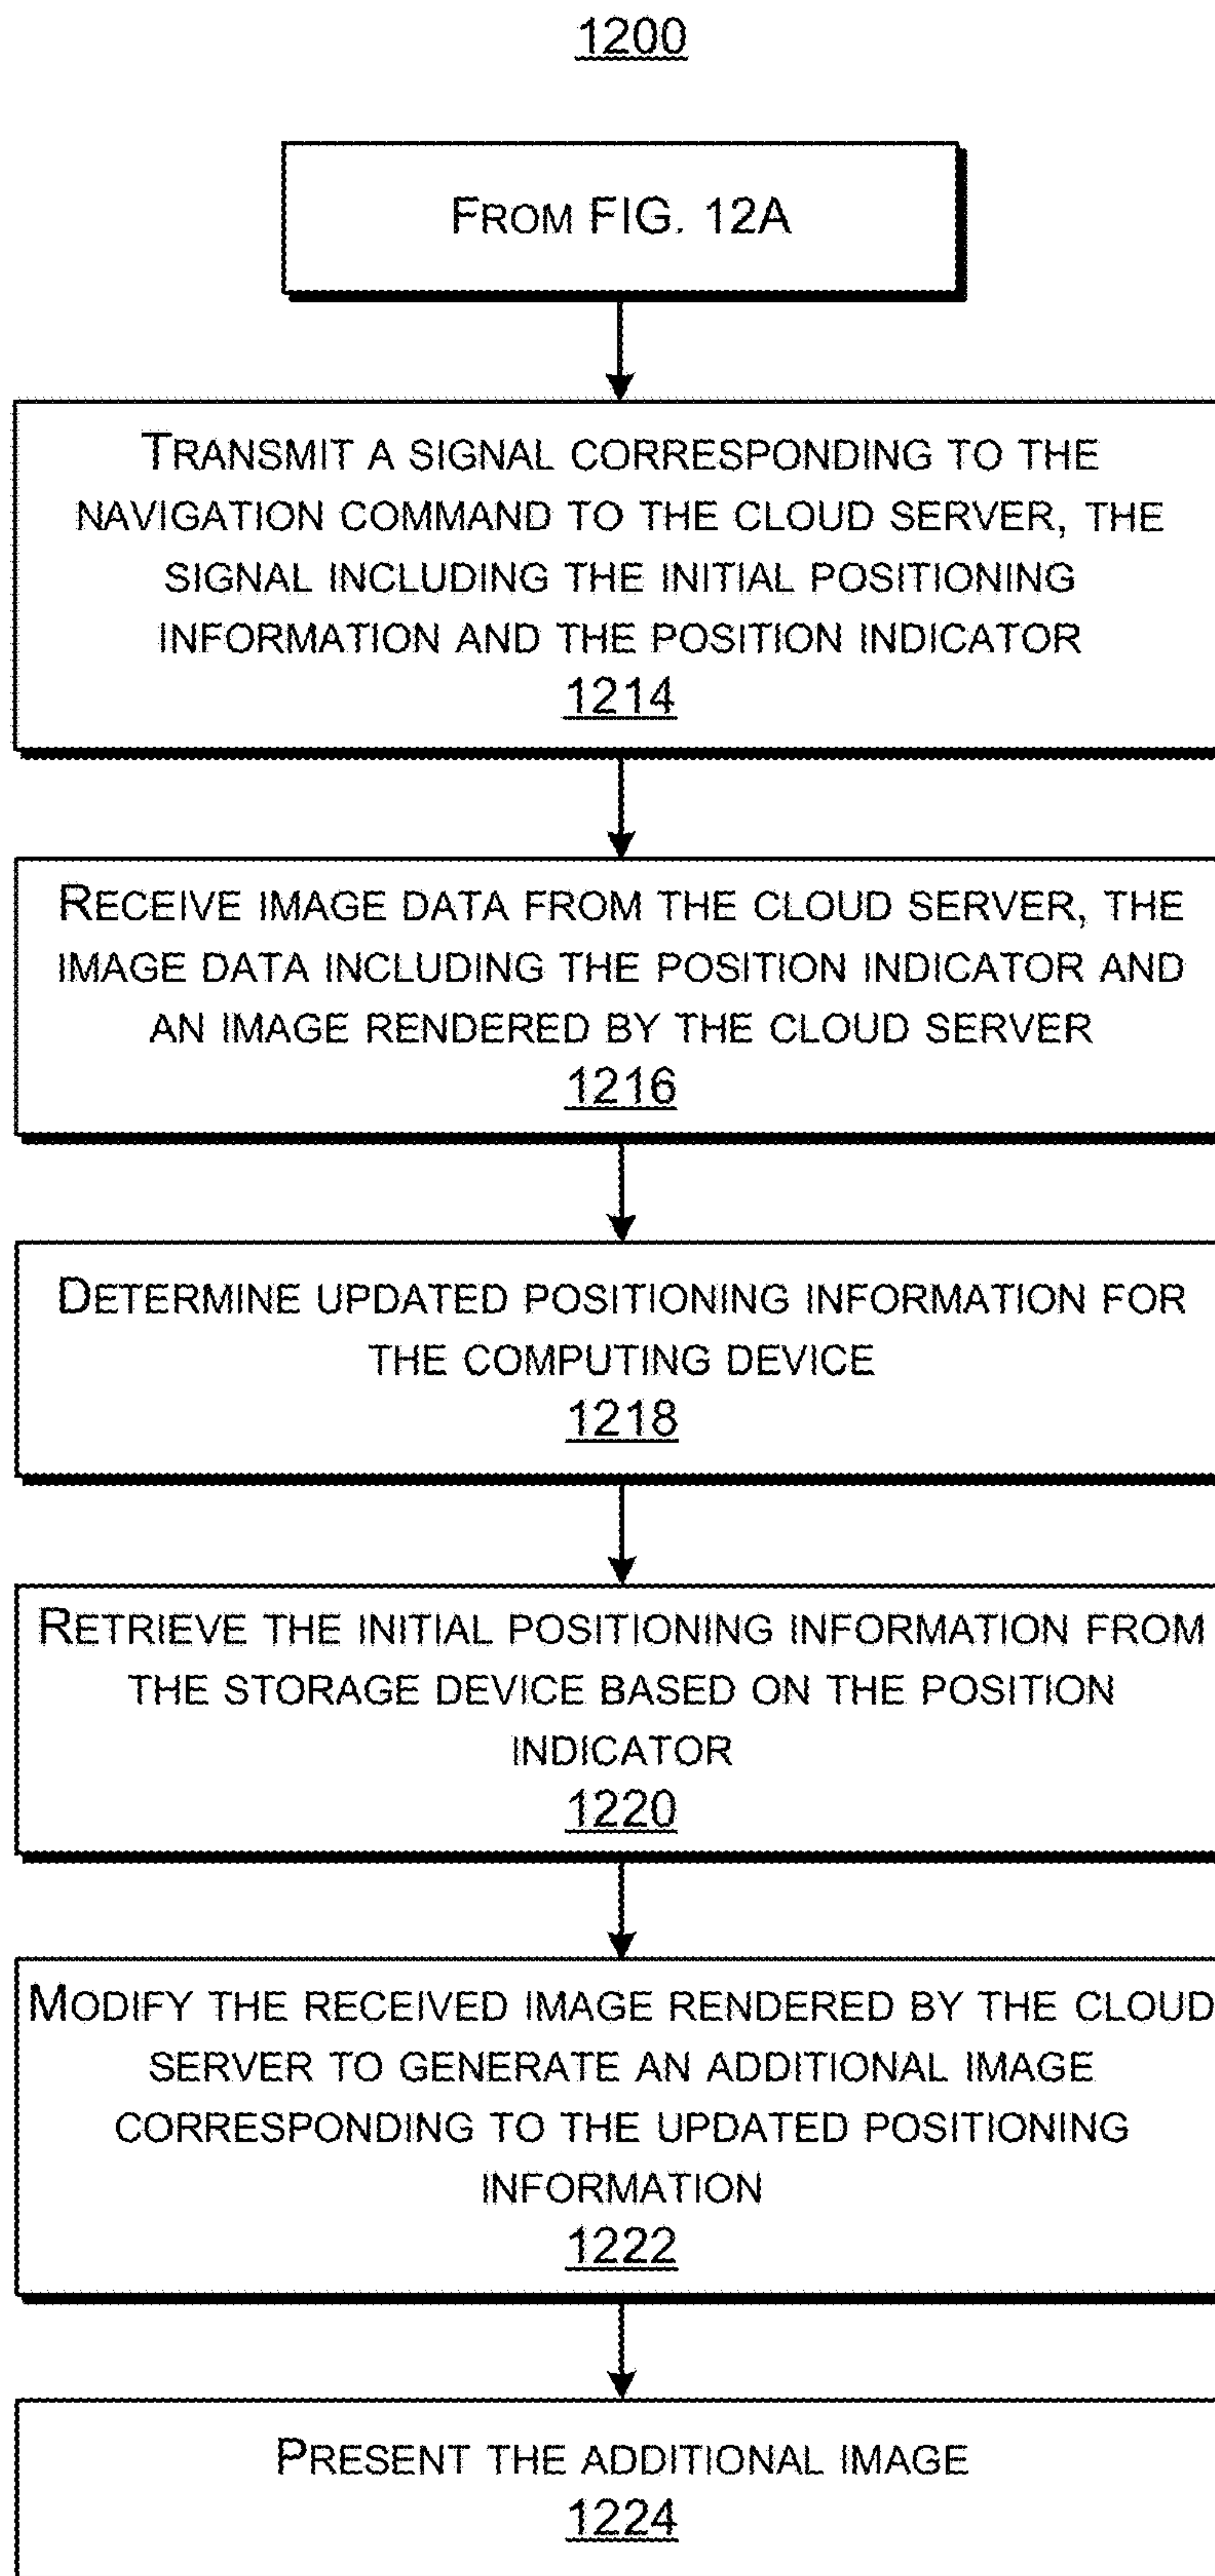 1200
FROM FIG. 12A
TRANSMIT A SIGNAL CORRESPONDING TO THE
NAVIGATION COMMAND TO THE CLOUD SERVER, THE
SIGNAL INCLUDING THE INITIAL POSITIONING
INFORMATION AND THE POSITION INDICATOR
1214
RECEIVE IMAGE DATA FROM THE CLOUD SERVER, THE
IMAGE DATA INCLUDING THE POSITION INDICATOR AND
AN IMAGE RENDERED BY THE CLOUD SERVER
1216
DETERMINE UPDATED POSITIONING INFORMATION FOR
THE COMPUTING DEVICE
1218
RETRIEVE THE INITIAL POSITIONING INFORMATION FROM
THE STORAGE DEVICE BASED ON THE POSITION
INDICATOR
1220
MODIFY THE RECEIVED IMAGE RENDERED BY THE CLOUD
SERVER TO GENERATE AN ADDITIONAL IMAGE
CORRESPONDING TO THE UPDATED POSITIONING
INFORMATION
1222
PRESENT THE ADDITIONAL IMAGE
1224